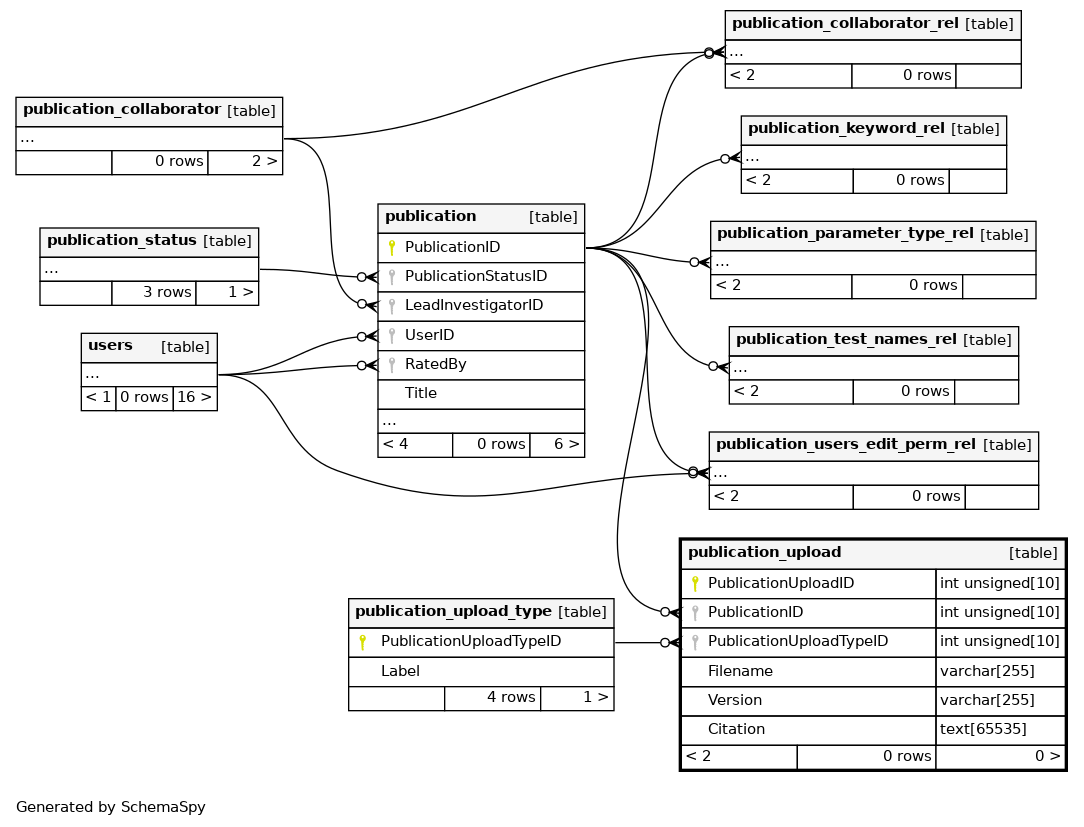 publication_collaborator_rel [table]
...
< 2 0 rows
publication_collaborator [table]
...
0 rows 2 >
publication_keyword_rel [table]
...
< 2 0 rows
publication_status [table]
...
3 rows 1 >
users [table]
...
< 1 0 rows 16 >
publication [table]
PublicationID
PublicationStatusID
LeadInvestigatorID
UserID
RatedBy
Title
...
< 4 0 rows 6 >
publication_parameter_type_rel [table]
...
< 2 0 rows
publication_test_names_rel [table]
...
< 2 0 rows
publication_users_edit_perm_rel [table]
...
< 2 0 rows
publication_upload_type [table]
PublicationUploadTypeID
Label
4 rows 1 >
publication_upload [table]
PublicationUploadID int unsigned[10]
PublicationID int unsigned[10]
PublicationUploadTypeID int unsigned[10]
Filename varchar[255]
Version varchar[255]
Citation text[65535]
< 2 0 rows 0 >
Generated by SchemaSpy